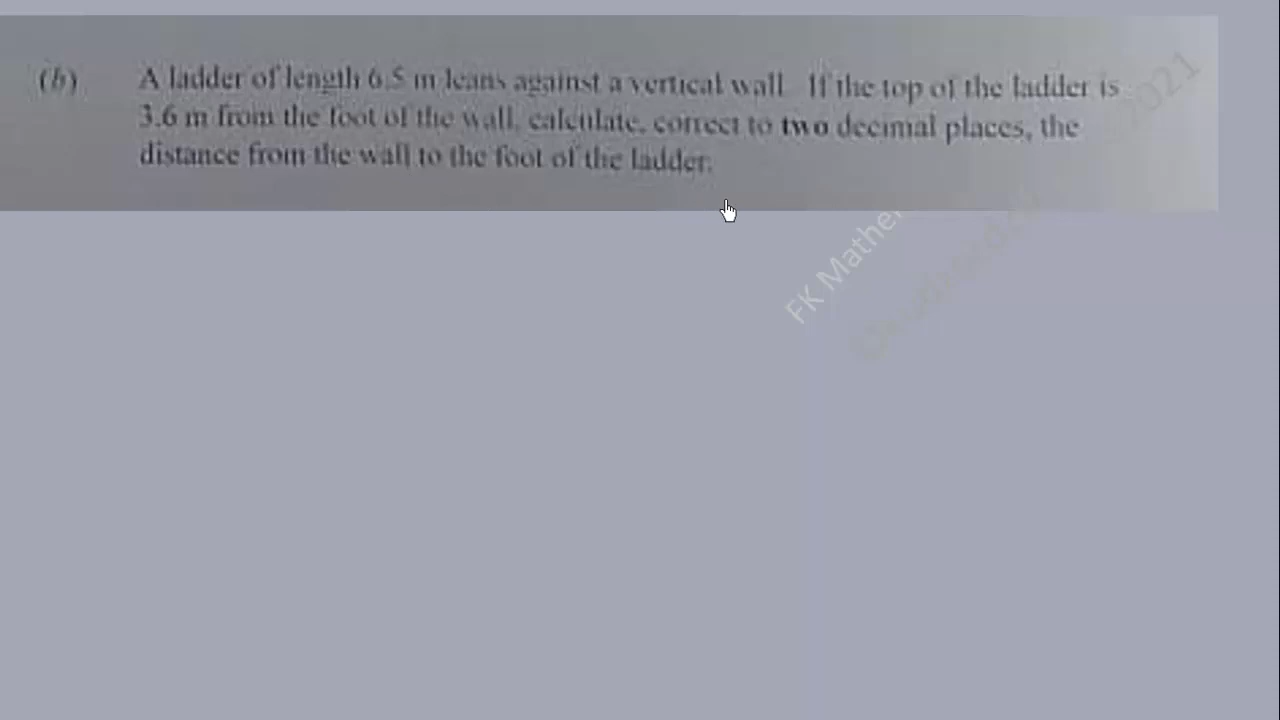 (b) A ladder of length 6.5 m leans against a vertical wall. If the top of the ladder is
3.6 m from the foot of the wall, calculate, correct to two decimal places, the
distance from the wall to the foot of the ladder.
2021
FK Mathe